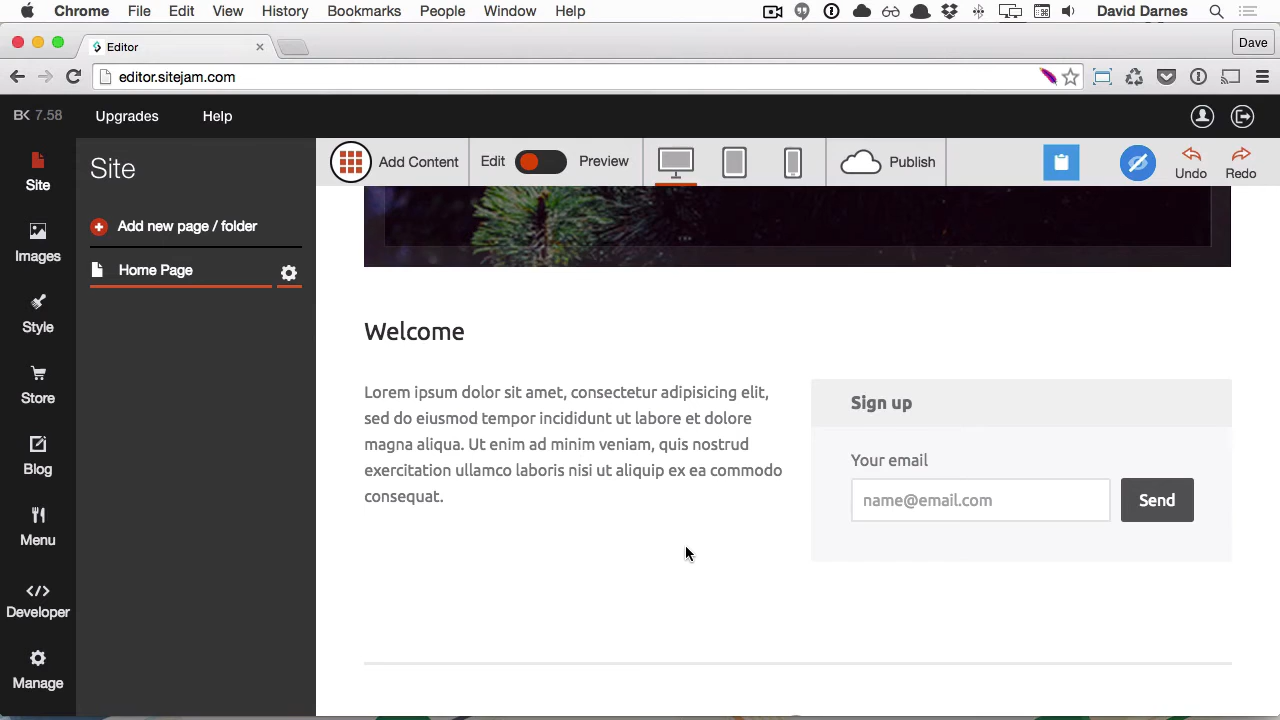 Chrome File Edit View History Bookmarks People Window Help David Darnes
Editor
Dave
editor.sitejam.com
BK 7.58 Upgrades Help
Site
Images
Style
Store
Blog
Menu
Developer
Manage
Site
Add new page / folder
Home Page
Add Content Edit Preview Publish Undo Redo
Welcome
Lorem ipsum dolor sit amet, consectetur adipisicing elit,
sed do eiusmod tempor incididunt ut labore et dolore
magna aliqua. Ut enim ad minim veniam, quis nostrud
exercitation ullamco laboris nisi ut aliquip ex ea commodo
consequat.
Sign up
Your email
name@email.com Send